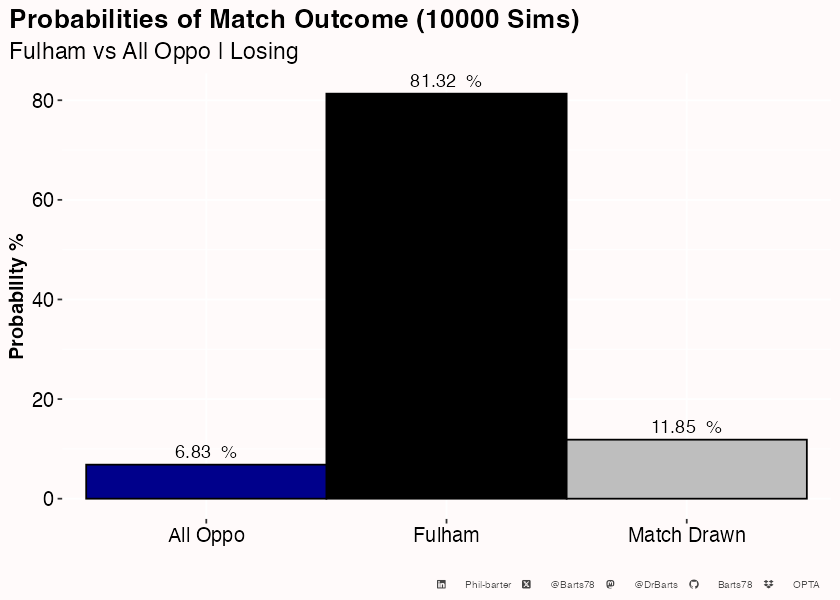 Probabilities of Match Outcome (10000 Sims)
Fulham vs All Oppo | Losing
81.32 %
80
60
Probability %
40
20
11.85 %
6.83 %
0
All Oppo Fulham Match Drawn
Phil-barter @Barts78 @DrBarts Barts78 OPTA